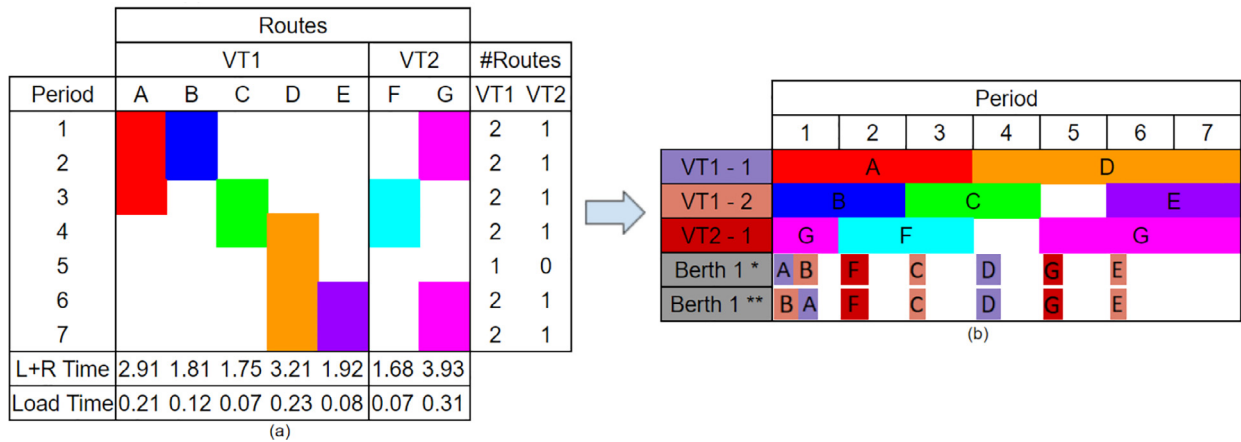 Routes
VT1 VT2 #Routes
Period A B C D E F G VT1 VT2
1 2 1
2 2 1
3 2 1
4 2 1
5 1 0
6 2 1
7 2 1
L+R Time 2.91 1.81 1.75 3.21 1.92 1.68 3.93
Load Time 0.21 0.12 0.07 0.23 0.08 0.07 0.31
(a)
Period
1 2 3 4 5 6 7
VT1 - 1 A D
VT1 - 2 B C E
VT2 - 1 G F G
Berth 1 * A B F C D G E
Berth 1 ** B A F C D G E
(b)